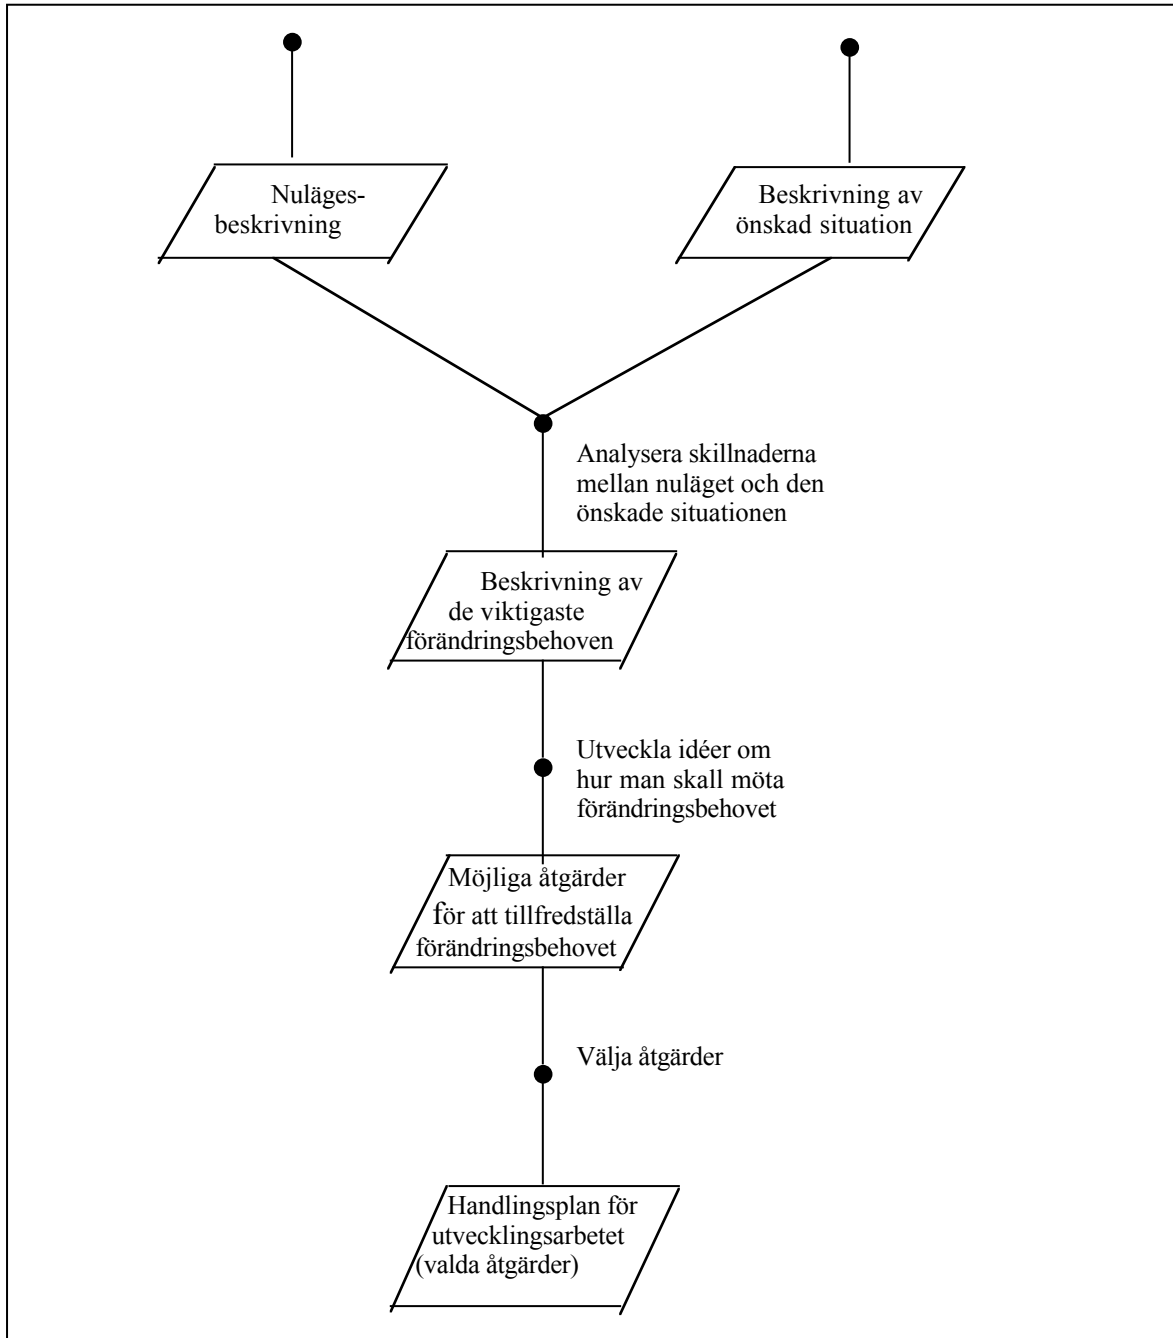 Nuläges-
beskrivning
Beskrivning av
önskad situation
Analysera skillnaderna
mellan nuläget och den
önskade situationen
Beskrivning av
de viktigaste
förändringsbehoven
Utveckla idéer om
hur man skall möta
förändringsbehovet
Möjliga åtgärder
för att tillfredställa
förändringsbehovet
Välja åtgärder
Handlingsplan för
utvecklingsarbetet
(valda åtgärder)